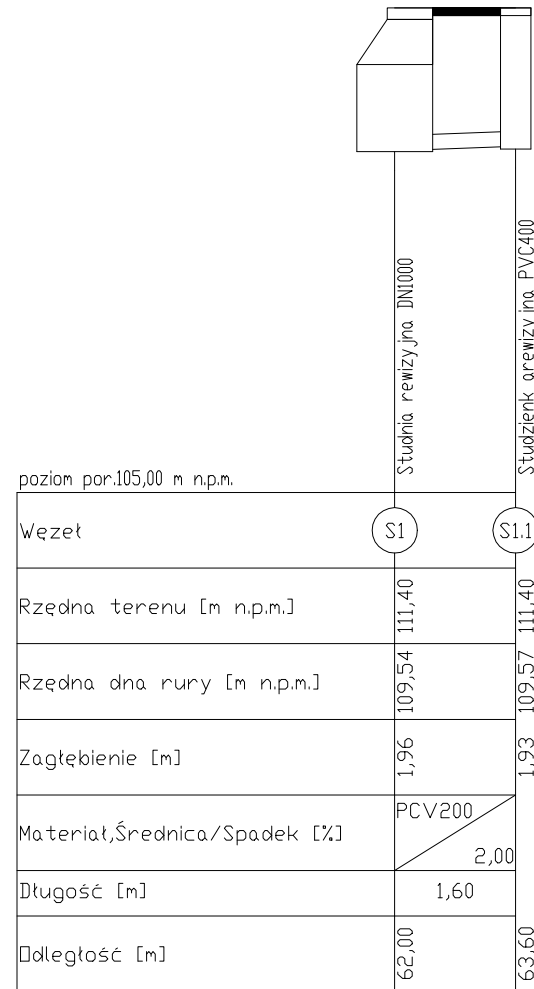 Studnia rewizyjna DN1000
Studzienk arewizyjna PVC400
poziom por.105,00 m n.p.m.
Węzeł S1 S1.1
Rzędna terenu [m n.p.m.] 111,40 111,40
Rzędna dna rury [m n.p.m.] 109,54 109,57
Zagłębienie [m] 1,96 1,93
Materiał,Średnica/Spadek [%] PCV200 2,00
Długość [m] 1,60
Odległość [m] 62,00 63,60